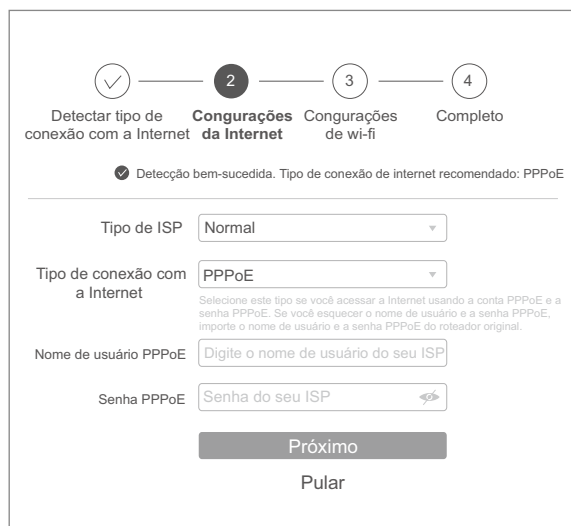 2 3 4
Detectar tipo de conexão com a Internet
Congurações da Internet
Congurações de wi-fi
Completo
Detecção bem-sucedida. Tipo de conexão de internet recomendado: PPPoE
Tipo de ISP Normal
Tipo de conexão com a Internet PPPoE
Selecione este tipo se você acessar a Internet usando a conta PPPoE e a
senha PPPoE. Se você esquecer o nome de usuário e a senha PPPoE,
importe o nome de usuário e a senha PPPoE do roteador original.
Nome de usuário PPPoE Digite o nome de usuário do seu ISP
Senha PPPoE Senha do seu ISP
Próximo
Pular